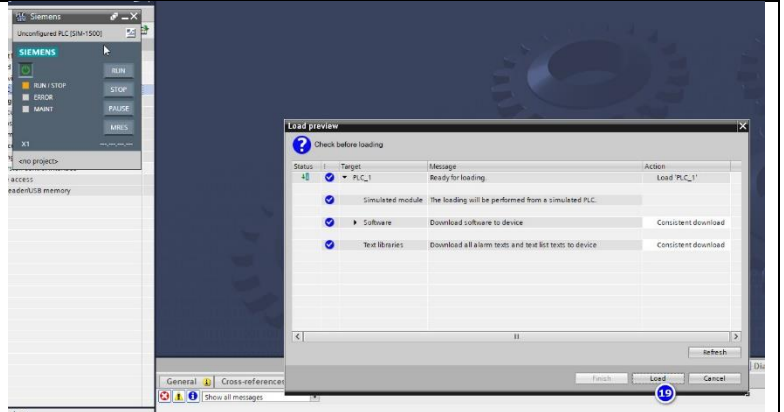 Siemens
Unconfigured PLC [SIM-1500]
SIEMENS
RUN
RUN / STOP
STOP
ERROR
MAINT
PAUSE
MRES
X1
--.--.--.--
<no project>
access
eader/USB memory
Load preview
Check before loading
Status ! Target Message Action
PLC_1 Ready for loading. Load 'PLC_1'
Simulated module The loading will be performed from a simulated PLC.
Software Download software to device Consistent download
Text libraries Download all alarm texts and text list texts to device Consistent download
Refresh
Finish Load Cancel
19
General Cross-references
Show all messages